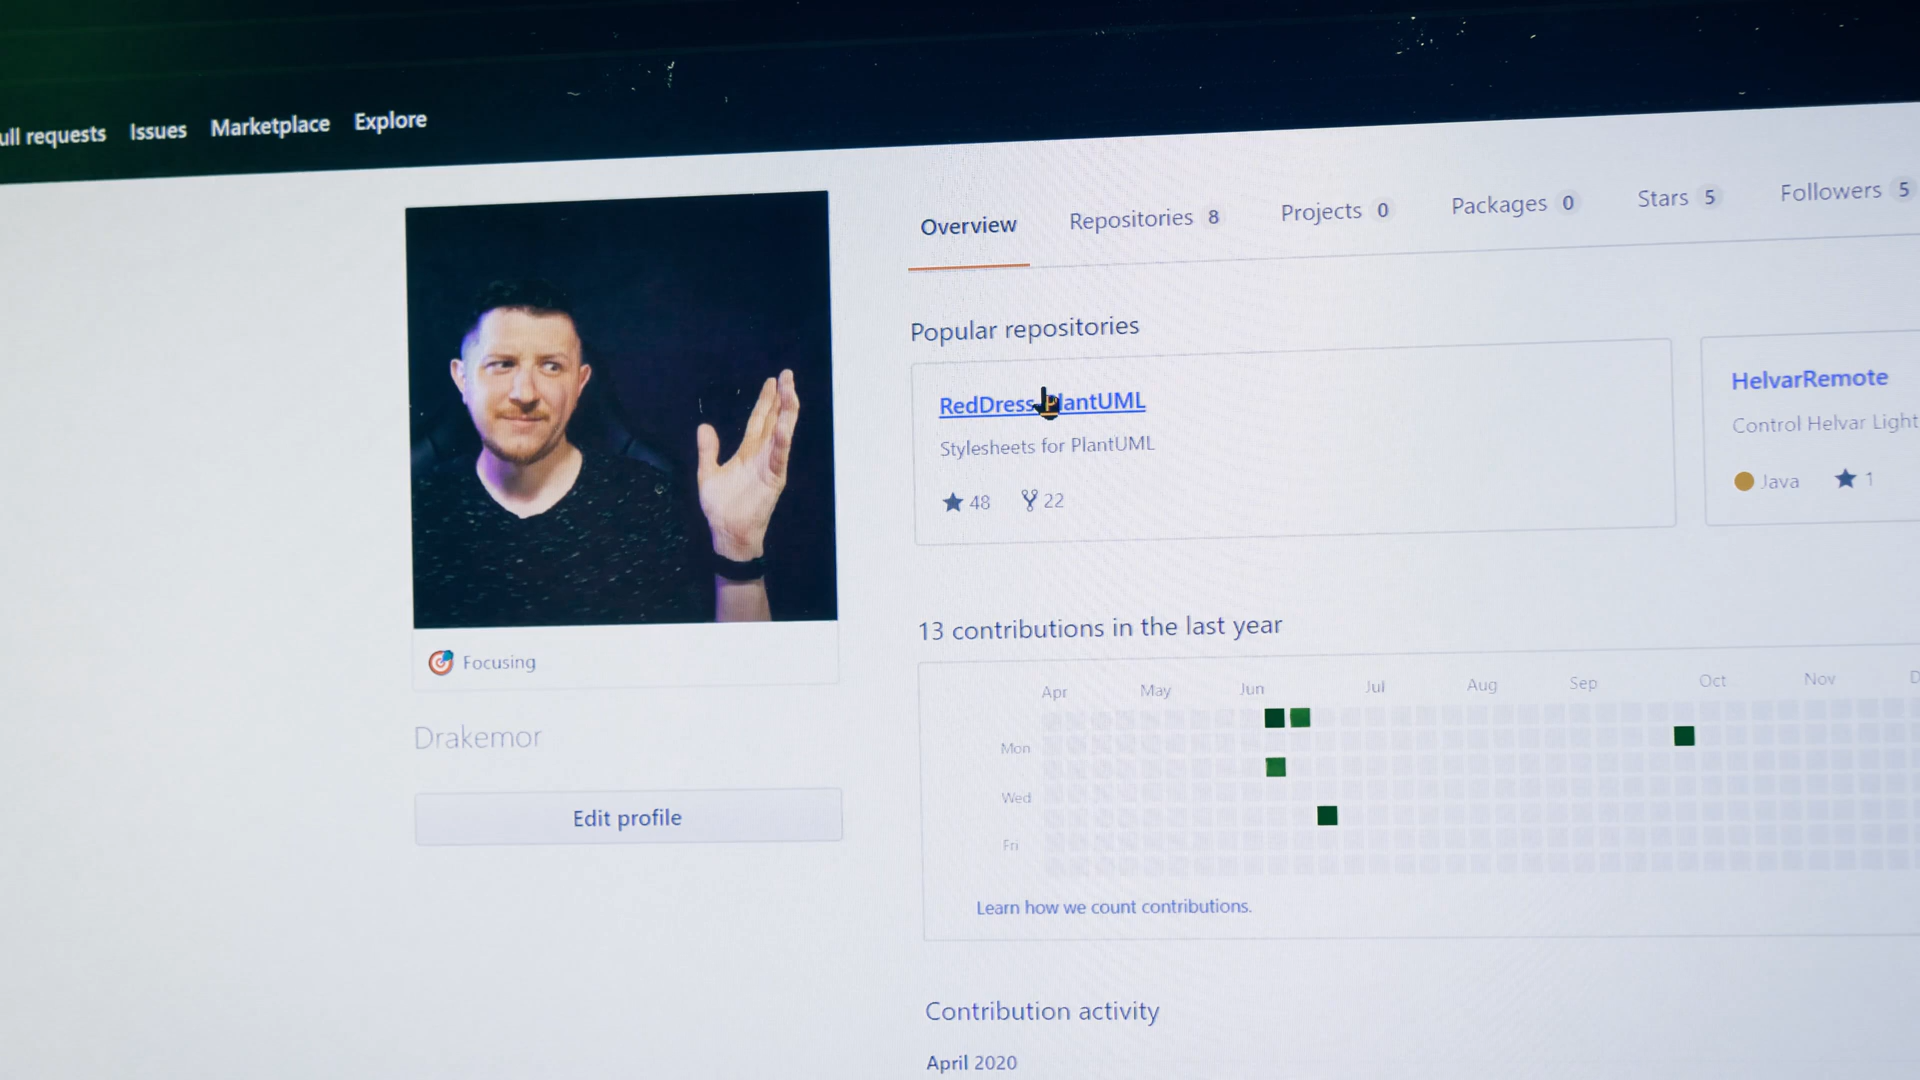 ull requests Issues Marketplace Explore
Overview Repositories 8 Projects 0 Packages 0 Stars 5 Followers 5
Popular repositories
RedDress-PlantUML
Stylesheets for PlantUML
48 22
HelvarRemote
Control Helvar Light
Java 1
Focusing
Drakemor
Edit profile
13 contributions in the last year
Apr May Jun Jul Aug Sep Oct Nov D
Mon
Wed
Fri
Learn how we count contributions.
Contribution activity
April 2020